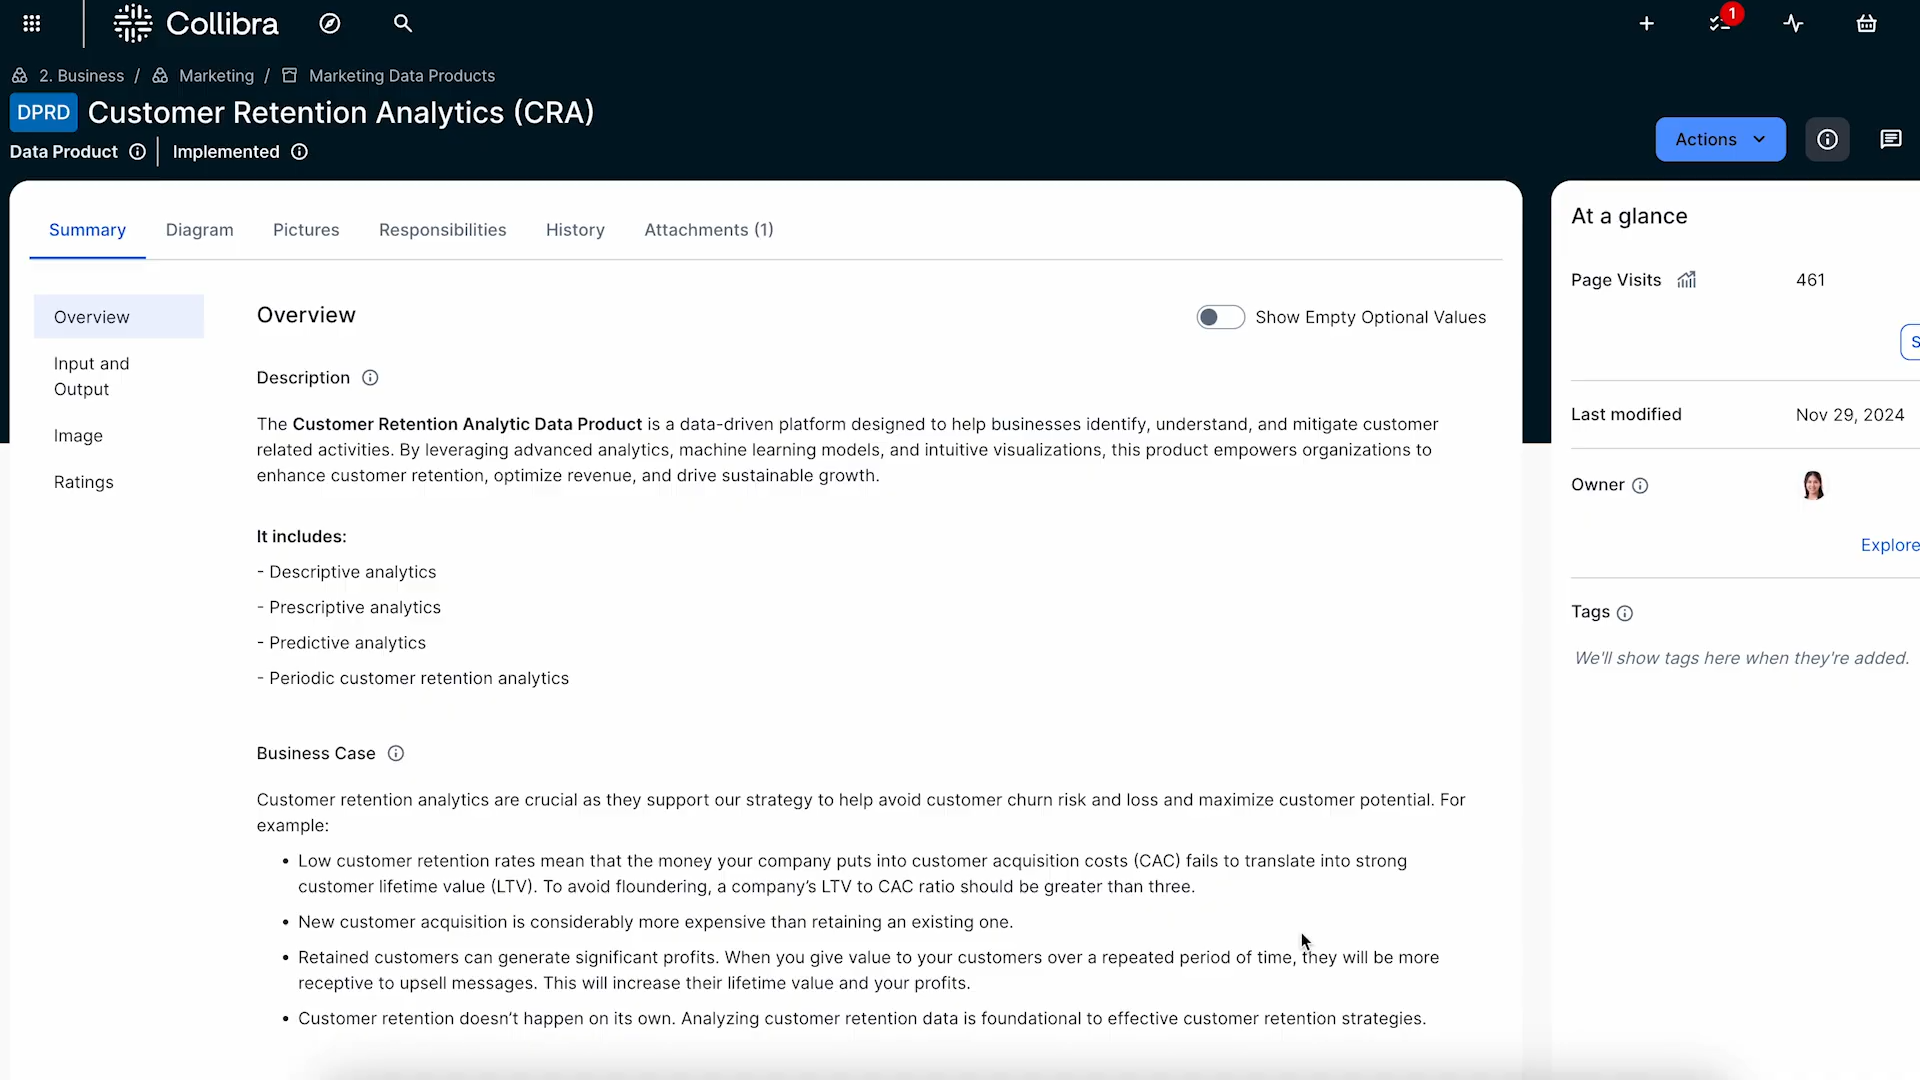 Collibra
1
2. Business / Marketing / Marketing Data Products
DPRD Customer Retention Analytics (CRA)
Data Product Implemented
Actions
Summary Diagram Pictures Responsibilities History Attachments (1)
Overview
Input and
Output
Image
Ratings
Overview
Show Empty Optional Values
Description
The Customer Retention Analytic Data Product is a data-driven platform designed to help businesses identify, understand, and mitigate customer
related activities. By leveraging advanced analytics, machine learning models, and intuitive visualizations, this product empowers organizations to
enhance customer retention, optimize revenue, and drive sustainable growth.
It includes:
- Descriptive analytics
- Prescriptive analytics
- Predictive analytics
- Periodic customer retention analytics
Business Case
Customer retention analytics are crucial as they support our strategy to help avoid customer churn risk and loss and maximize customer potential. For
example:
• Low customer retention rates mean that the money your company puts into customer acquisition costs (CAC) fails to translate into strong
customer lifetime value (LTV). To avoid floundering, a company’s LTV to CAC ratio should be greater than three.
• New customer acquisition is considerably more expensive than retaining an existing one.
• Retained customers can generate significant profits. When you give value to your customers over a repeated period of time, they will be more
receptive to upsell messages. This will increase their lifetime value and your profits.
• Customer retention doesn’t happen on its own. Analyzing customer retention data is foundational to effective customer retention strategies.
At a glance
Page Visits 461
S
Last modified Nov 29, 2024
Owner
Explore
Tags
We'll show tags here when they're added.